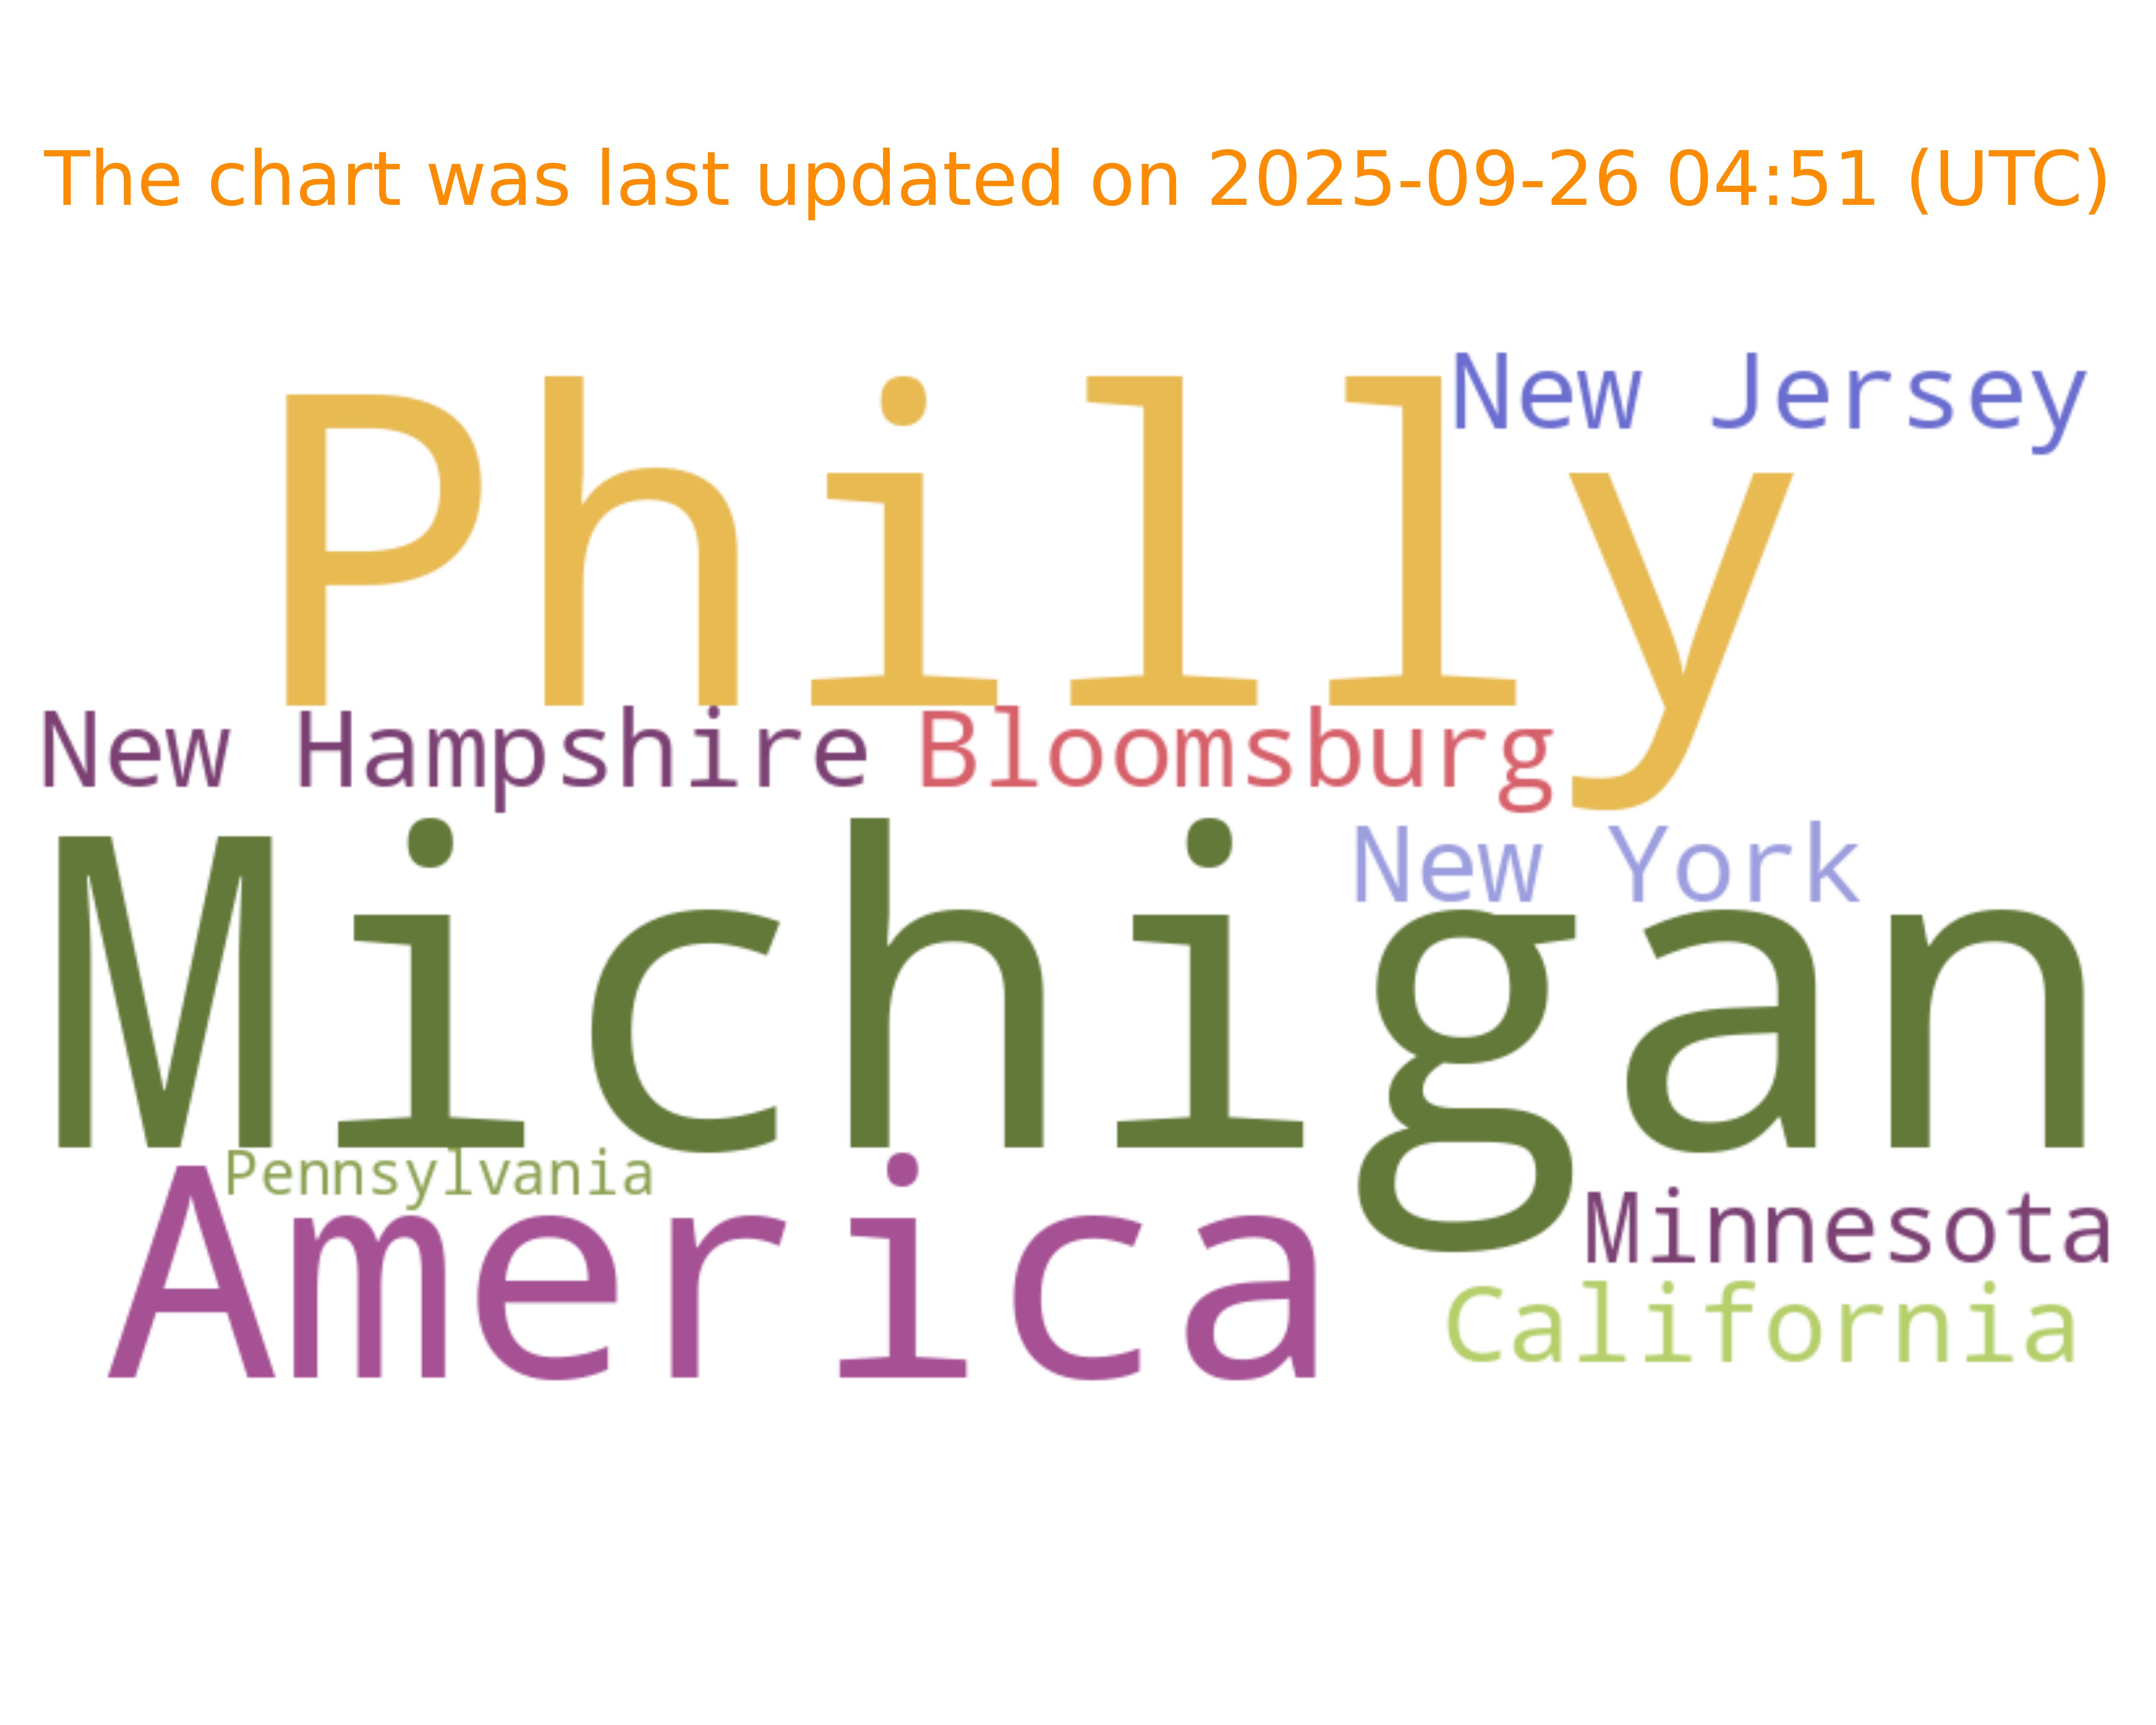 The chart was last updated on 2025-09-26 04:51 (UTC)
New Jersey
Philly
New Hampshire Bloomsburg
New York
Michigan
Pennsylvania
Minnesota
America
California